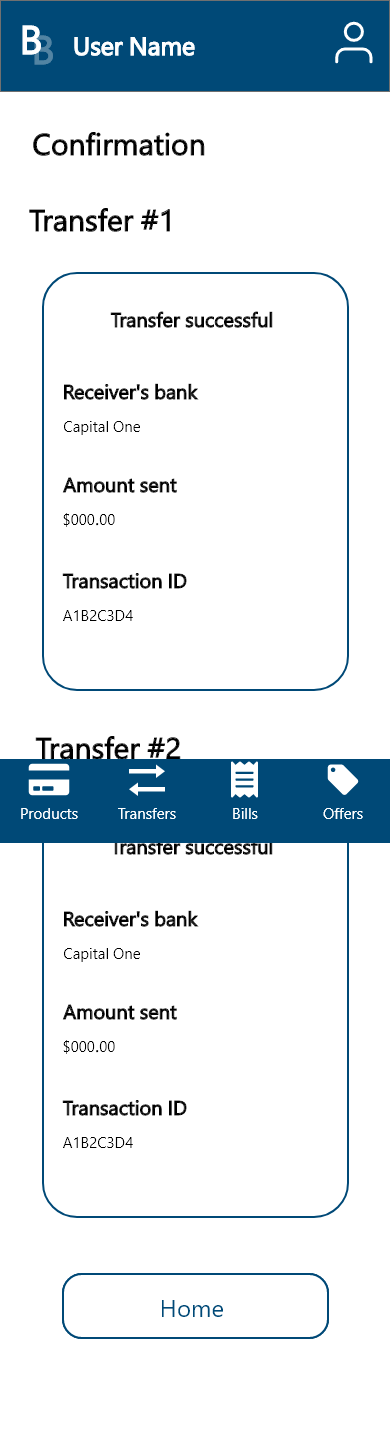 BB
User Name
Confirmation
Transfer #1
Transfer successful
Receiver's bank
Capital One
Amount sent
$000.00
Transaction ID
A1B2C3D4
Transfer #2
Products Transfers Bills Offers
Transfer successful
Receiver's bank
Capital One
Amount sent
$000.00
Transaction ID
A1B2C3D4
Home